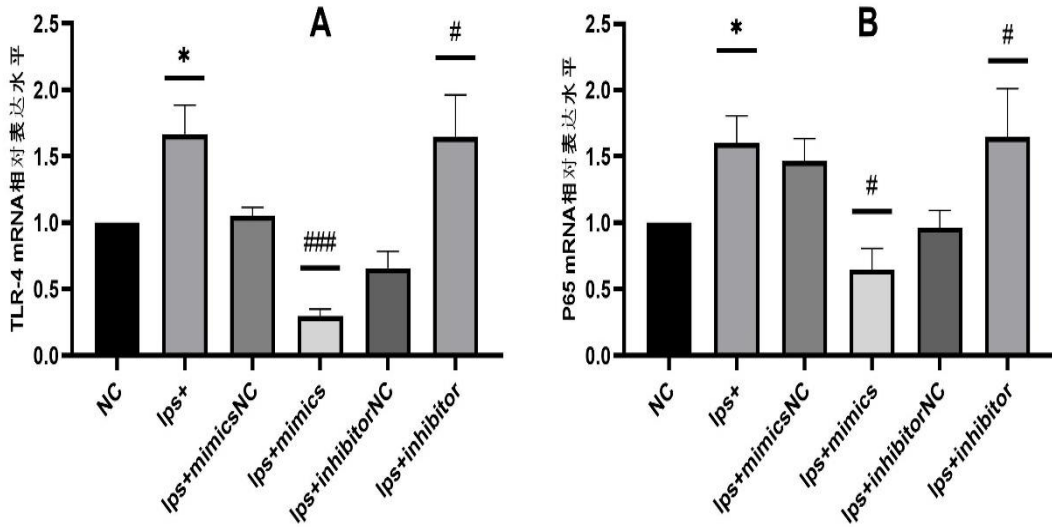 A
TLR-4 mRNA相对表达水平
2.5
2.0
1.5
1.0
0.5
0.0
*
###
#
NC
lps+
lps+mimicsNC
lps+mimics
lps+inhibitorNC
lps+inhibitor
B
P65 mRNA相对表达水平
2.5
2.0
1.5
1.0
0.5
0.0
*
#
#
NC
lps+
lps+mimicsNC
lps+mimics
lps+inhibitorNC
lps+inhibitor